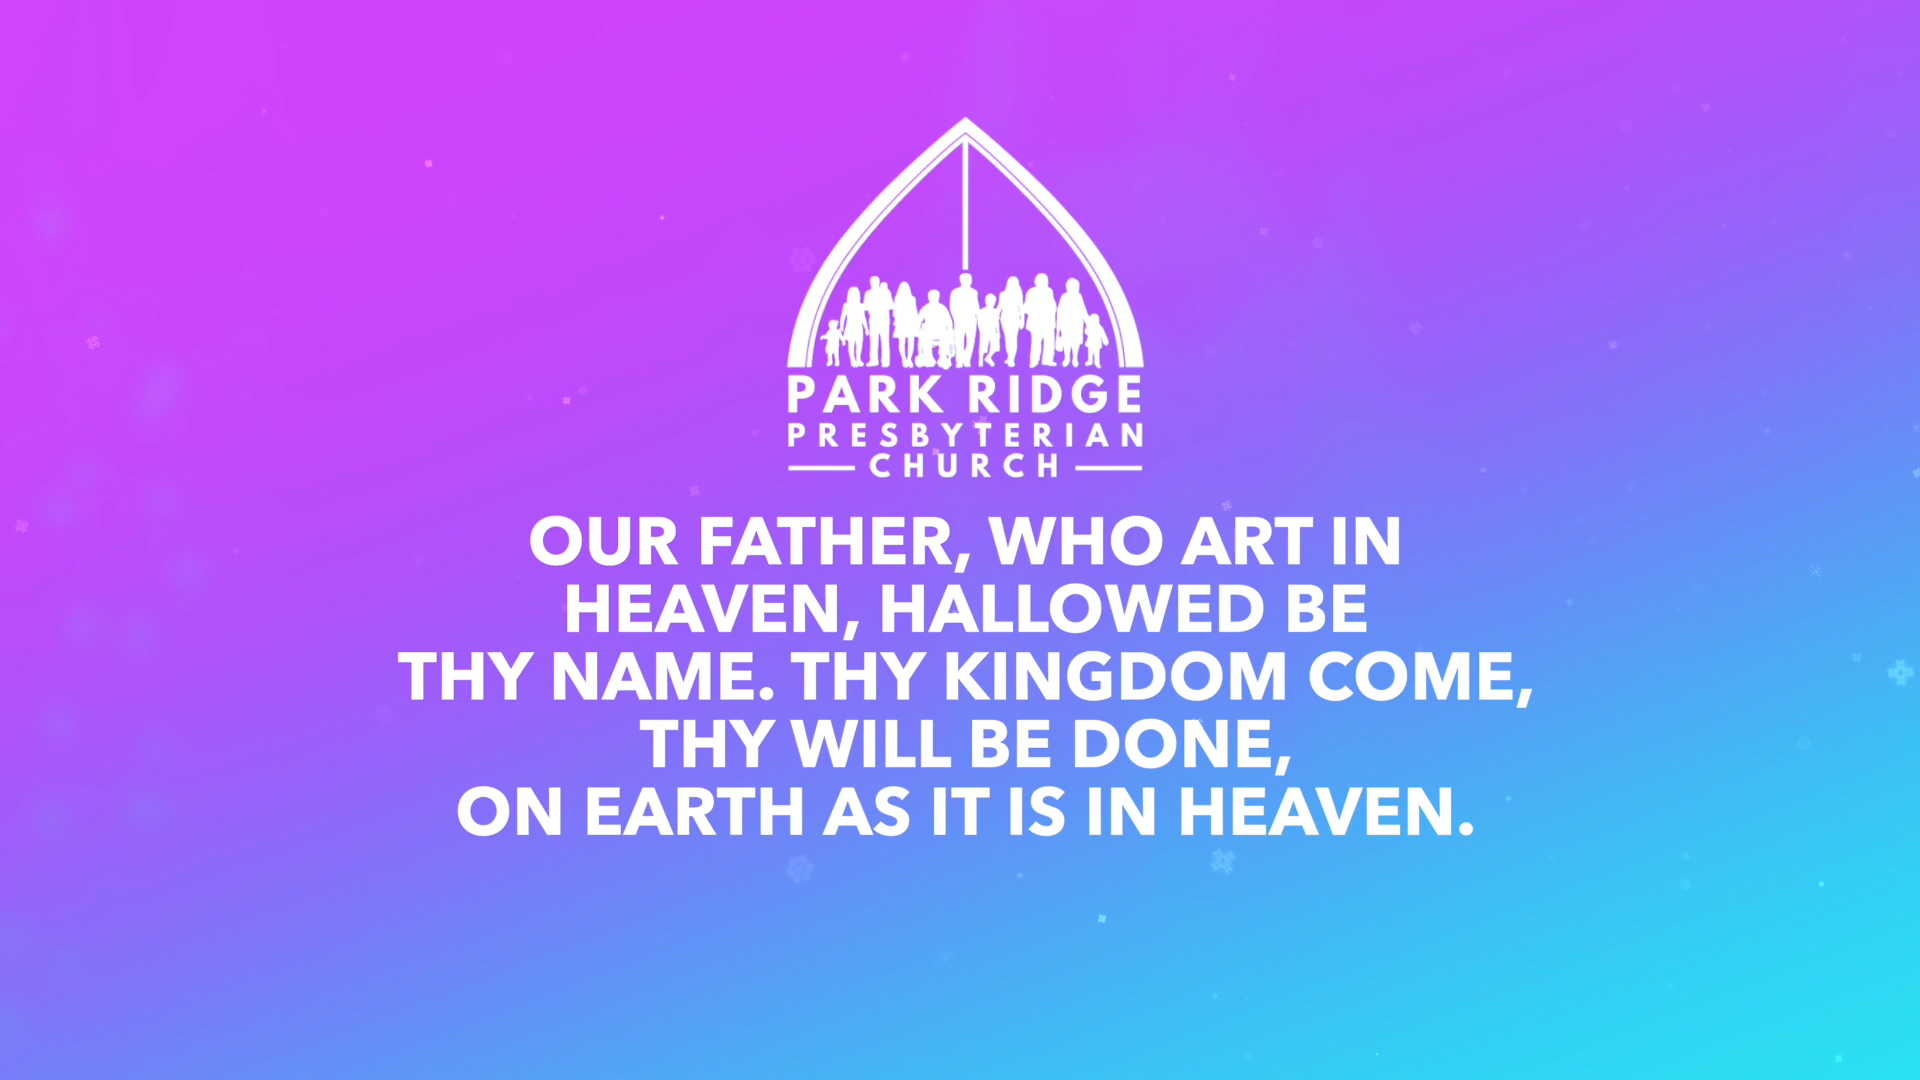 PARK RIDGE
PRESBYTERIAN
CHURCH
OUR FATHER, WHO ART IN
HEAVEN, HALLOWED BE
THY NAME. THY KINGDOM COME,
THY WILL BE DONE,
ON EARTH AS IT IS IN HEAVEN.